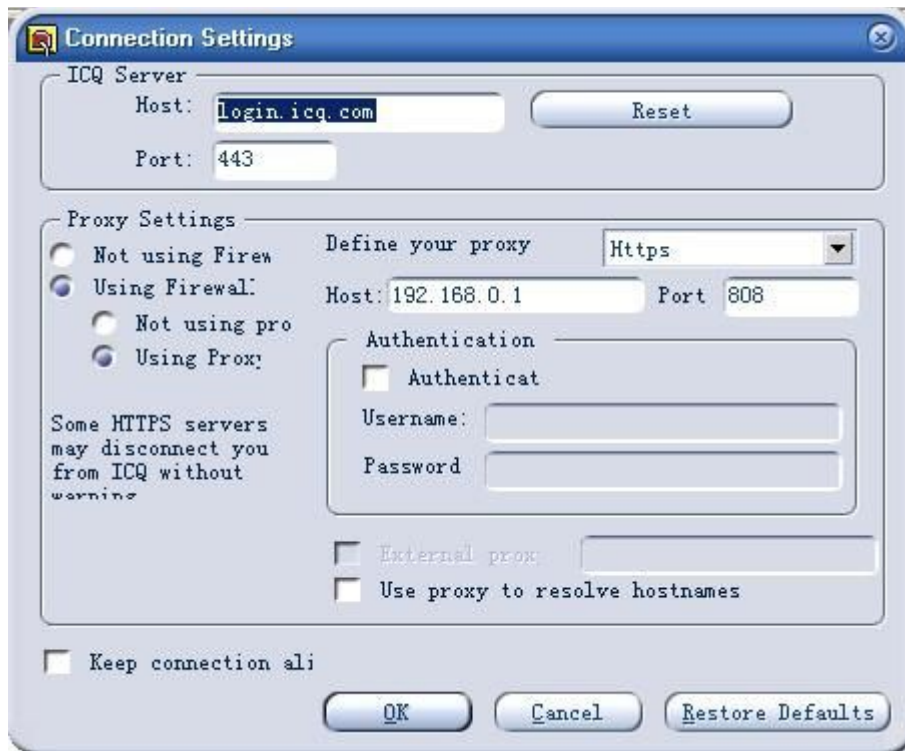 Connection Settings
ICQ Server
Host: login.icq.com Reset
Port: 443
Proxy Settings
Not using Firew
Using Firewall
Not using pro
Using Proxy
Some HTTPS servers
may disconnect you
from ICQ without
warning
Define your proxy Https
Host: 192.168.0.1 Port 808
Authentication
Authenticat
Username:
Password
External prox
Use proxy to resolve hostnames
Keep connection ali
OK Cancel Restore Defaults